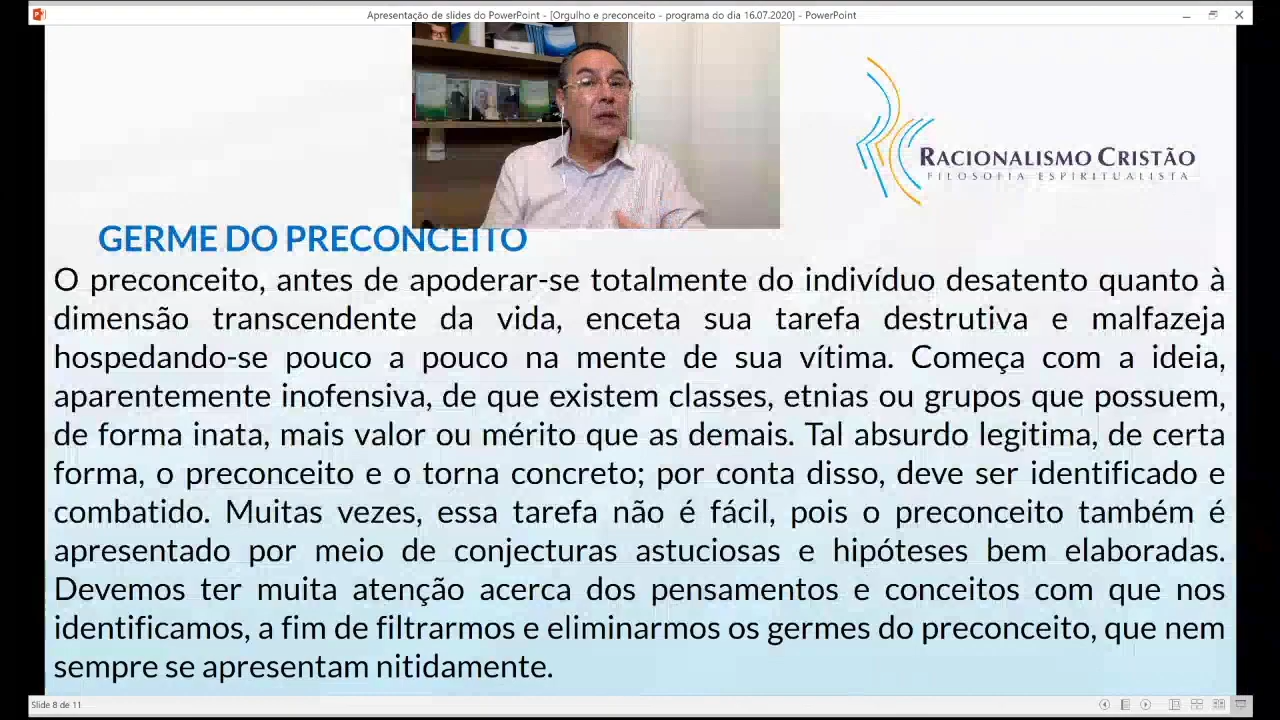 Apresentação de slides do PowerPoint - [Orgulho e preconceito - programa do dia 16.07.2020] - PowerPoint
RACIONALISMO CRISTÃO
FILOSOFIA ESPIRITUALISTA
GERME DO PRECONCEITO
O preconceito, antes de apoderar-se totalmente do indivíduo desatento quanto à
dimensão transcendente da vida, enceta sua tarefa destrutiva e malfazeja
hospedando-se pouco a pouco na mente de sua vítima. Começa com a ideia,
aparentemente inofensiva, de que existem classes, etnias ou grupos que possuem,
de forma inata, mais valor ou mérito que as demais. Tal absurdo legitima, de certa
forma, o preconceito e o torna concreto; por conta disso, deve ser identificado e
combatido. Muitas vezes, essa tarefa não é fácil, pois o preconceito também é
apresentado por meio de conjecturas astuciosas e hipóteses bem elaboradas.
Devemos ter muita atenção acerca dos pensamentos e conceitos com que nos
identificamos, a fim de filtrarmos e eliminarmos os germes do preconceito, que nem
sempre se apresentam nitidamente.
Slide 8 de 11